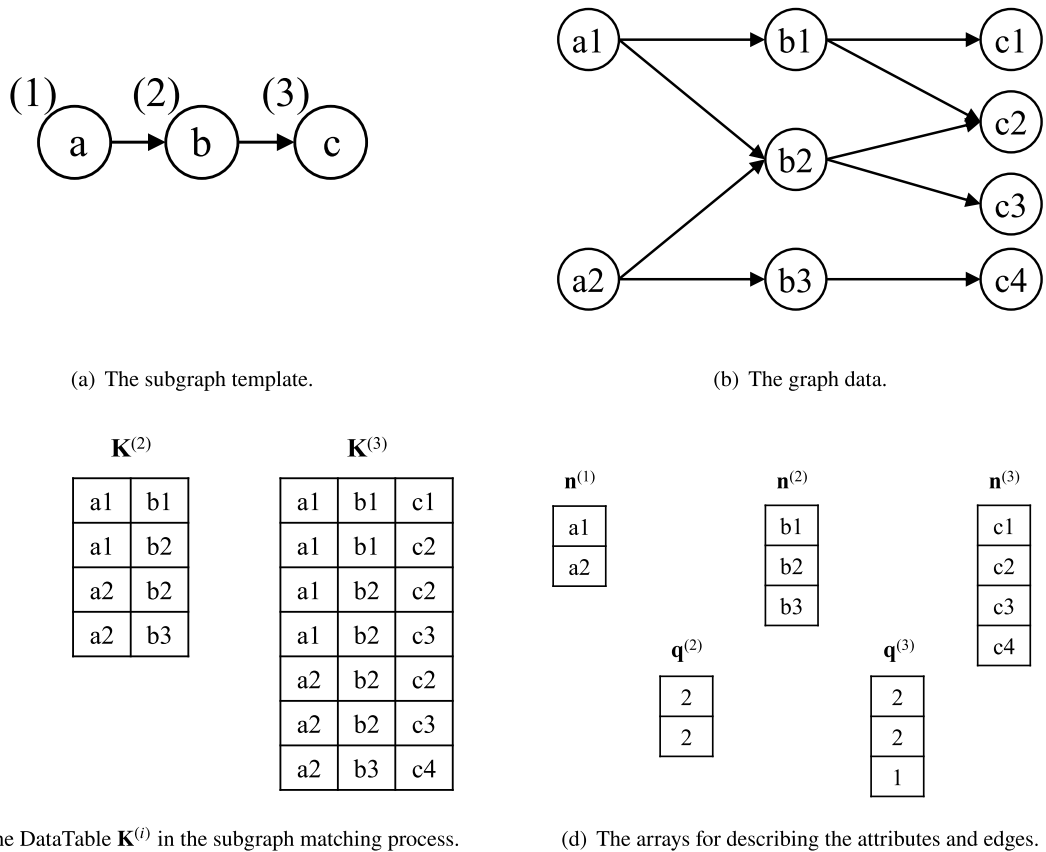 (1) (2) (3)
a b c
a1 b1 c1
c2
b2
c3
a2 b3 c4
(a) The subgraph template.
(b) The graph data.
K(2)
a1 b1
a1 b2
a2 b2
a2 b3
K(3)
a1 b1 c1
a1 b1 c2
a1 b2 c2
a1 b2 c3
a2 b2 c2
a2 b2 c3
a2 b3 c4
n(1)
a1
a2
n(2)
b1
b2
b3
n(3)
c1
c2
c3
c4
q(2)
2
2
q(3)
2
2
1
DataTable K(i) in the subgraph matching process.
(d) The arrays for describing the attributes and edges.